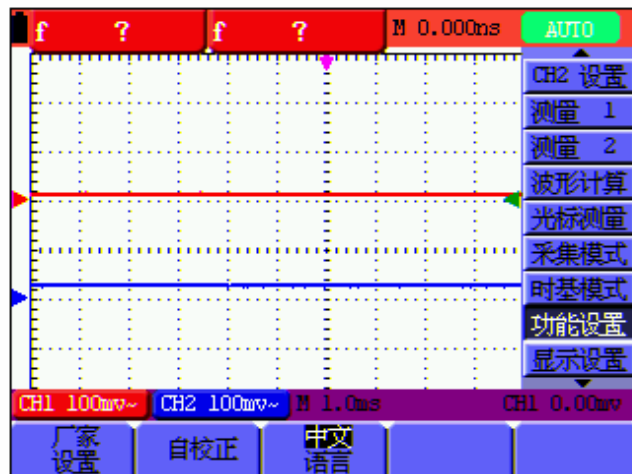 f ? f ? M 0.000ns AUTO
CH2 设置
测量 1
测量 2
波形计算
光标测量
采集模式
时基模式
功能设置
显示设置
CH1 100mv~ CH2 100mv~ M 1.0ms CH1 0.00mv
厂家
设置
自校正
中文
语言